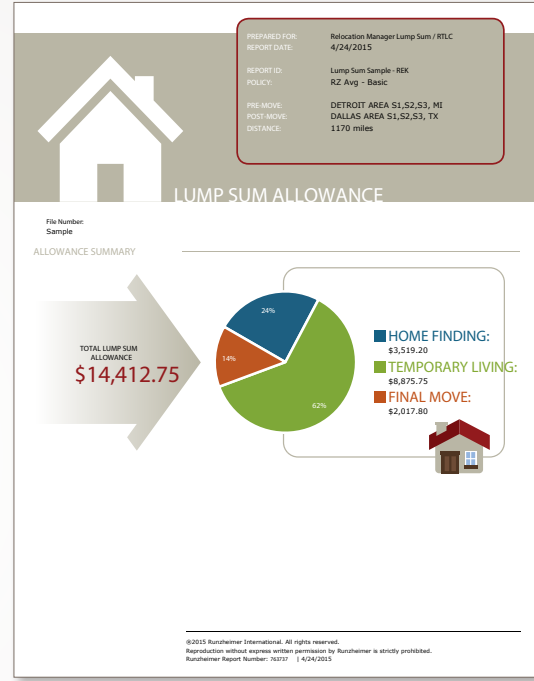 PREPARED FOR: Relocation Manager Lump Sum / RTLC
REPORT DATE: 4/24/2015
REPORT ID: Lump Sum Sample - REK
POLICY: RZ Avg - Basic
PRE-MOVE: DETROIT AREA S1,S2,S3, MI
POST-MOVE: DALLAS AREA S1,S2,S3, TX
DISTANCE: 1170 miles
LUMP SUM ALLOWANCE
File Number:
Sample
ALLOWANCE SUMMARY
TOTAL LUMP SUM
ALLOWANCE
$14,412.75
24%
14%
62%
HOME FINDING:
$3,519.20
TEMPORARY LIVING:
$8,875.75
FINAL MOVE:
$2,017.80
©2015 Runzheimer International. All rights reserved.
Reproduction without express written permission by Runzheimer is strictly prohibited.
Runzheimer Report Number: 763737 | 4/24/2015